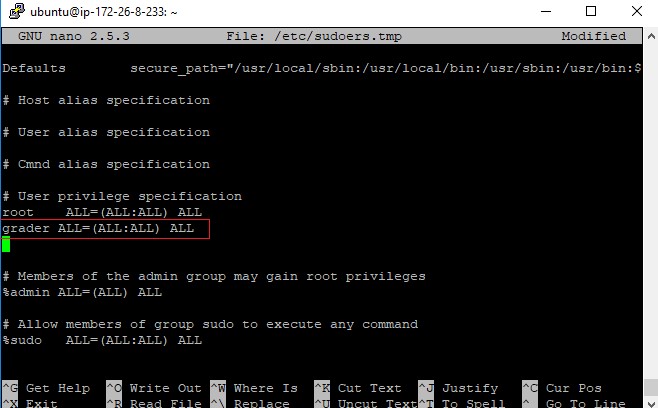 ubuntu@ip-172-26-8-233: ~
GNU nano 2.5.3 File: /etc/sudoers.tmp Modified
Defaults secure_path="/usr/local/sbin:/usr/local/bin:/usr/sbin:/usr/bin:$
# Host alias specification
# User alias specification
# Cmnd alias specification
# User privilege specification
root ALL=(ALL:ALL) ALL
grader ALL=(ALL:ALL) ALL
# Members of the admin group may gain root privileges
%admin ALL=(ALL) ALL
# Allow members of group sudo to execute any command
%sudo ALL=(ALL:ALL) ALL
^G Get Help ^O Write Out ^W Where Is ^K Cut Text ^J Justify ^C Cur Pos
^X Exit ^R Read File ^\ Replace ^U Uncut Text ^T To Spell ^_ Go To Line